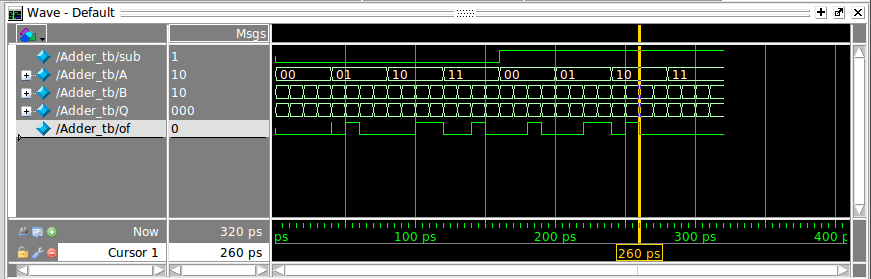 Wave - Default
Msgs
/Adder_tb/sub 1
/Adder_tb/A 10 00 01 10 11 00 01 10 11
/Adder_tb/B 10
/Adder_tb/Q 000
/Adder_tb/of 0
Now 320 ps ps 100 ps 200 ps 300 ps 400 p
Cursor 1 260 ps 260 ps